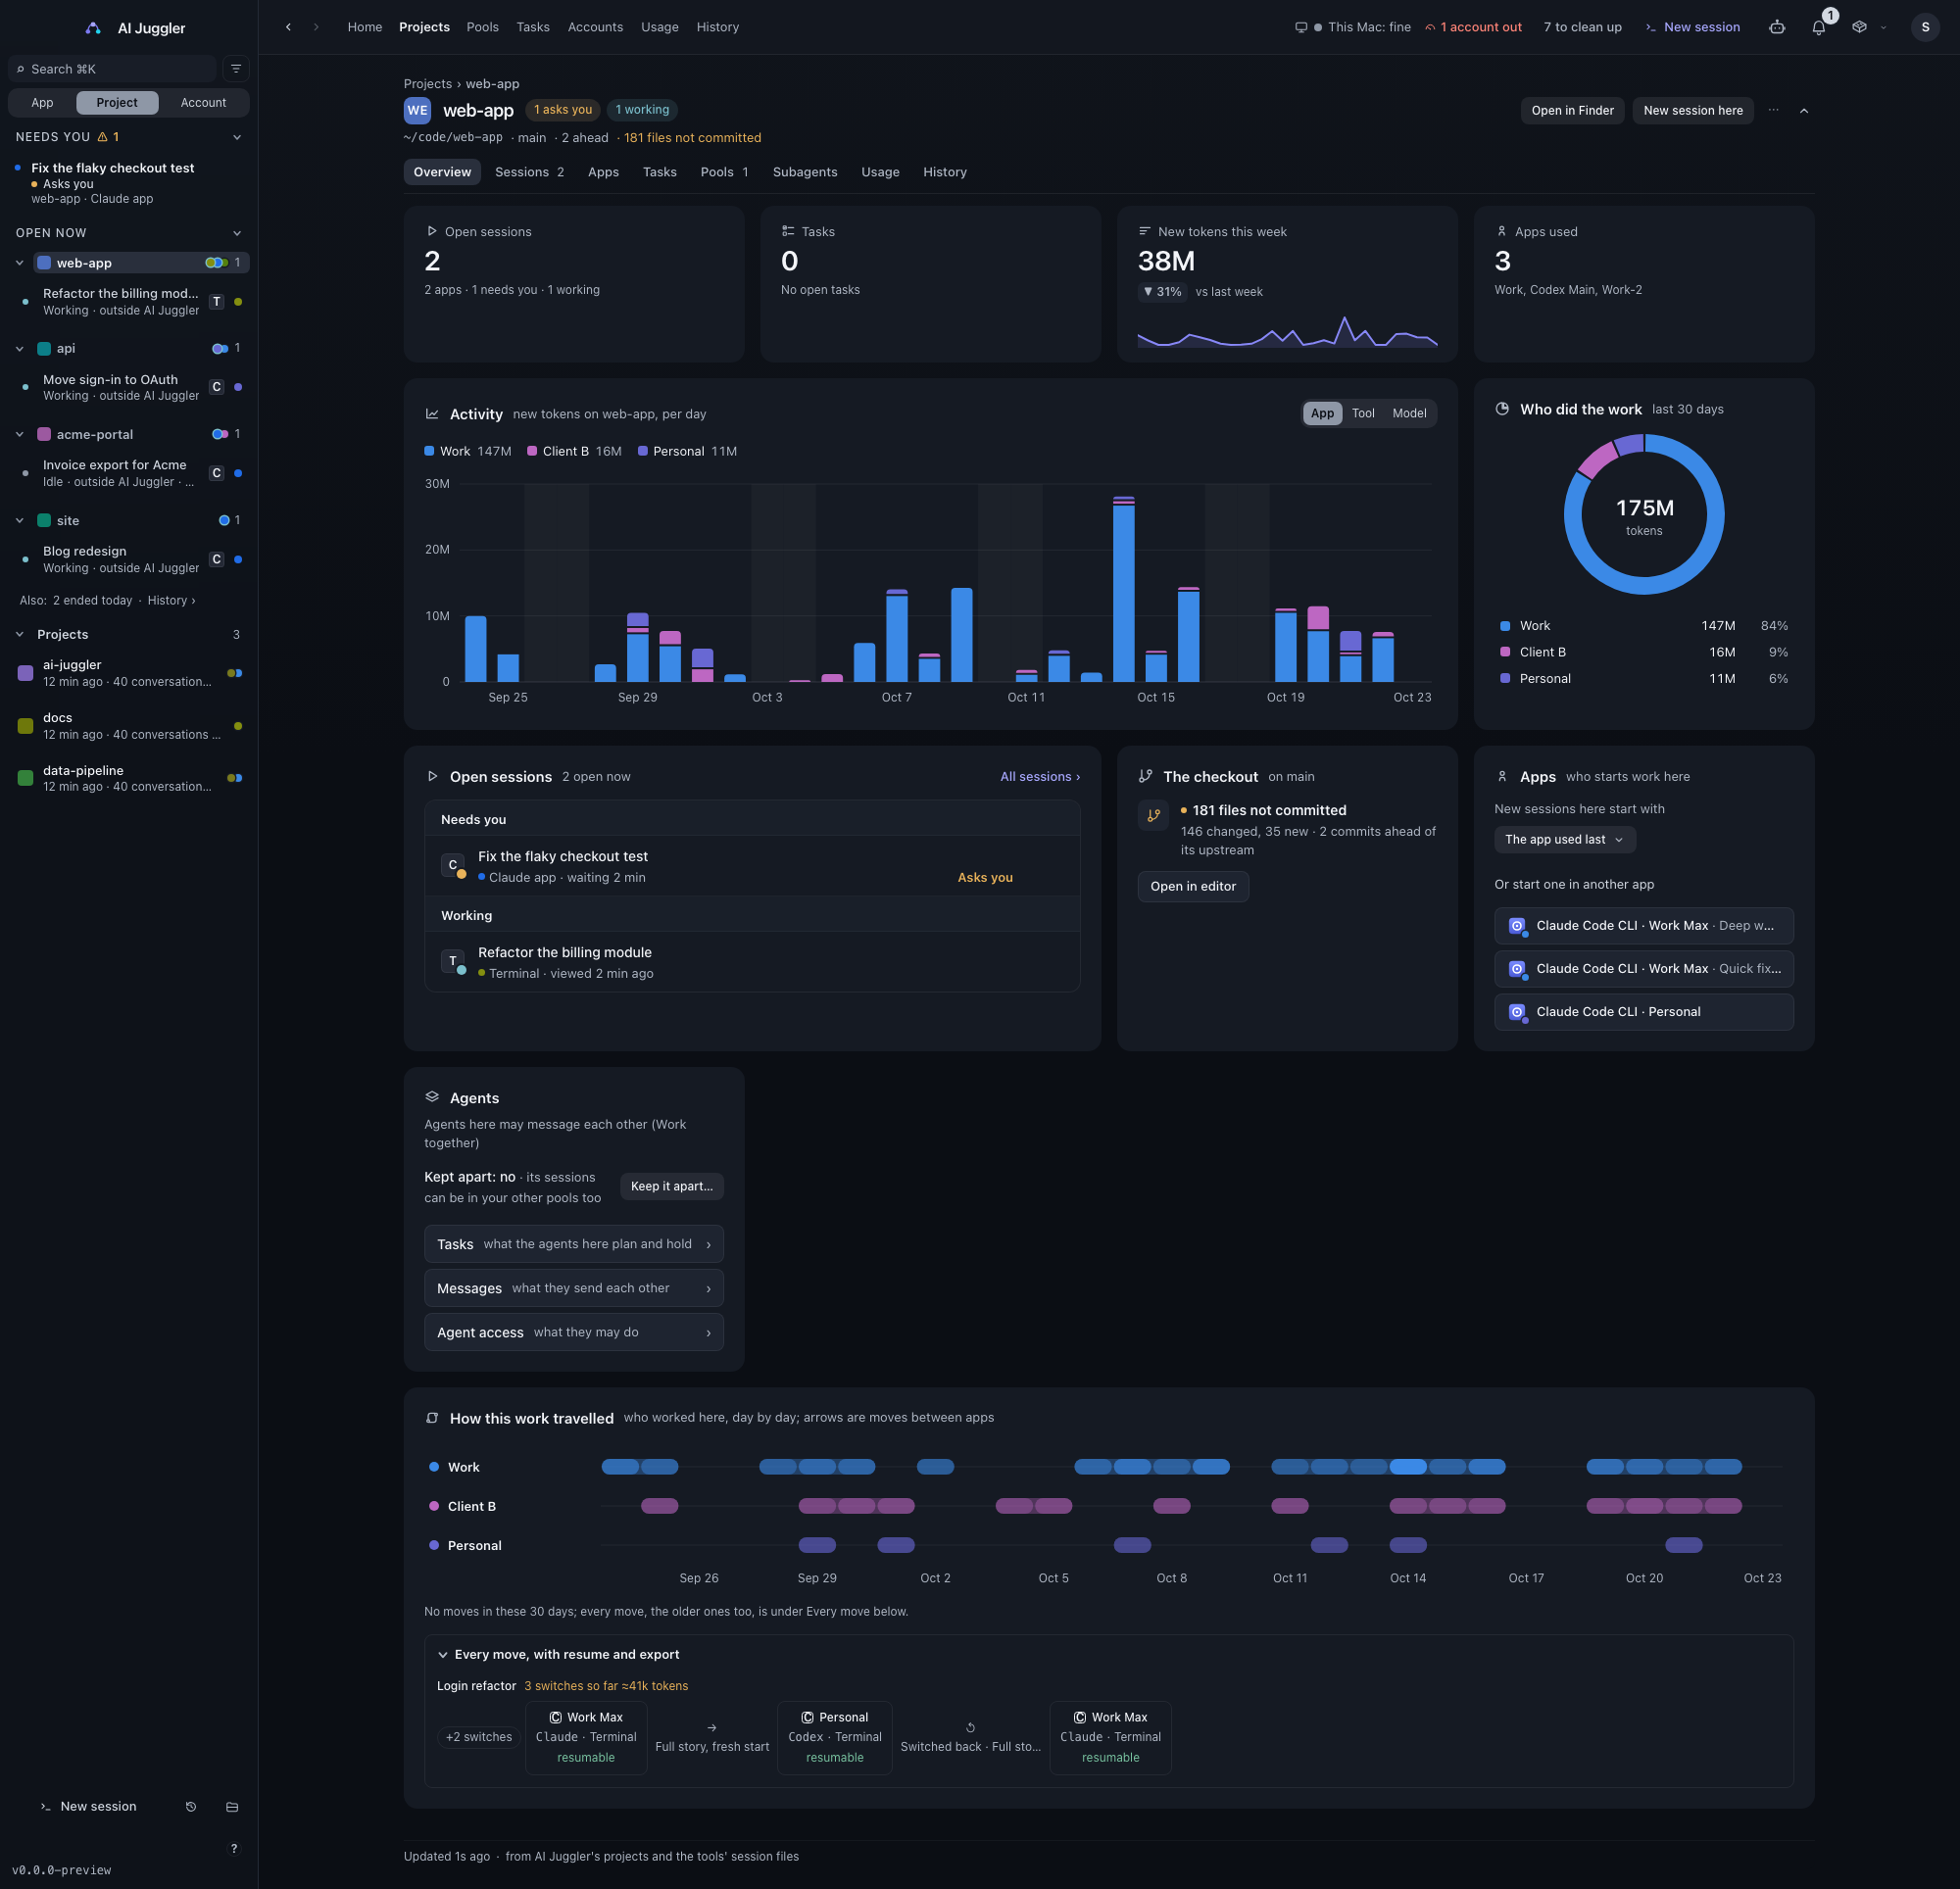 AI Juggler
Search ⌘K
App Project Account
NEEDS YOU 1
Fix the flaky checkout test
Asks you
web-app · Claude app
OPEN NOW
web-app 1
Refactor the billing mod... T
Working · outside AI Juggler
api 1
Move sign-in to OAuth C
Working · outside AI Juggler
acme-portal 1
Invoice export for Acme C
Idle · outside AI Juggler · ...
site 1
Blog redesign C
Working · outside AI Juggler
Also: 2 ended today · History ›
Projects 3
ai-juggler
12 min ago · 40 conversation...
docs
12 min ago · 40 conversations ...
data-pipeline
12 min ago · 40 conversation...
New session
?
v0.0.0-preview
Home Projects Pools Tasks Accounts Usage History
This Mac: fine 1 account out 7 to clean up New session 1 S
Projects › web-app
WE web-app 1 asks you 1 working
Open in Finder New session here ...
~/code/web-app · main · 2 ahead · 181 files not committed
Overview Sessions 2 Apps Tasks Pools 1 Subagents Usage History
Open sessions
2
2 apps · 1 needs you · 1 working
Tasks
0
No open tasks
New tokens this week
38M
▼ 31% vs last week
Apps used
3
Work, Codex Main, Work-2
Activity new tokens on web-app, per day
App Tool Model
Work 147M Client B 16M Personal 11M
30M
20M
10M
0
Sep 25 Sep 29 Oct 3 Oct 7 Oct 11 Oct 15 Oct 19 Oct 23
Who did the work last 30 days
175M
tokens
Work 147M 84%
Client B 16M 9%
Personal 11M 6%
Open sessions 2 open now All sessions ›
Needs you
C Fix the flaky checkout test
Claude app · waiting 2 min Asks you
Working
T Refactor the billing module
Terminal · viewed 2 min ago
The checkout on main
181 files not committed
146 changed, 35 new · 2 commits ahead of
its upstream
Open in editor
Apps who starts work here
New sessions here start with
The app used last
Or start one in another app
Claude Code CLI · Work Max · Deep w...
Claude Code CLI · Work Max · Quick fix...
Claude Code CLI · Personal
Agents
Agents here may message each other (Work
together)
Kept apart: no · its sessions
can be in your other pools too
Keep it apart...
Tasks what the agents here plan and hold ›
Messages what they send each other ›
Agent access what they may do ›
How this work travelled who worked here, day by day; arrows are moves between apps
Work
Client B
Personal
Sep 26 Sep 29 Oct 2 Oct 5 Oct 8 Oct 11 Oct 14 Oct 17 Oct 20 Oct 23
No moves in these 30 days; every move, the older ones too, is under Every move below.
Every move, with resume and export
Login refactor 3 switches so far ≈41k tokens
+2 switches
C Work Max
Claude · Terminal
resumable
→
Full story, fresh start
C Personal
Codex · Terminal
resumable
Switched back · Full sto...
C Work Max
Claude · Terminal
resumable
Updated 1s ago · from AI Juggler's projects and the tools' session files